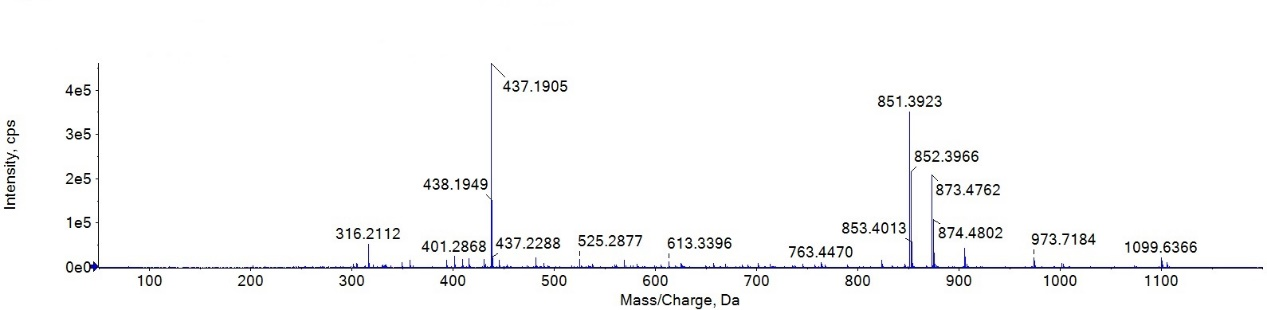 437.1905
4e5
851.3923
3e5
852.3966
438.1949
2e5
873.4762
1e5
853.4013
874.4802
316.2112
401.2868
437.2288
525.2877
613.3396
763.4470
973.7184
1099.6366
0e0
100 200 300 400 500 600 700 800 900 1000 1100
Mass/Charge, Da
Intensity, cps